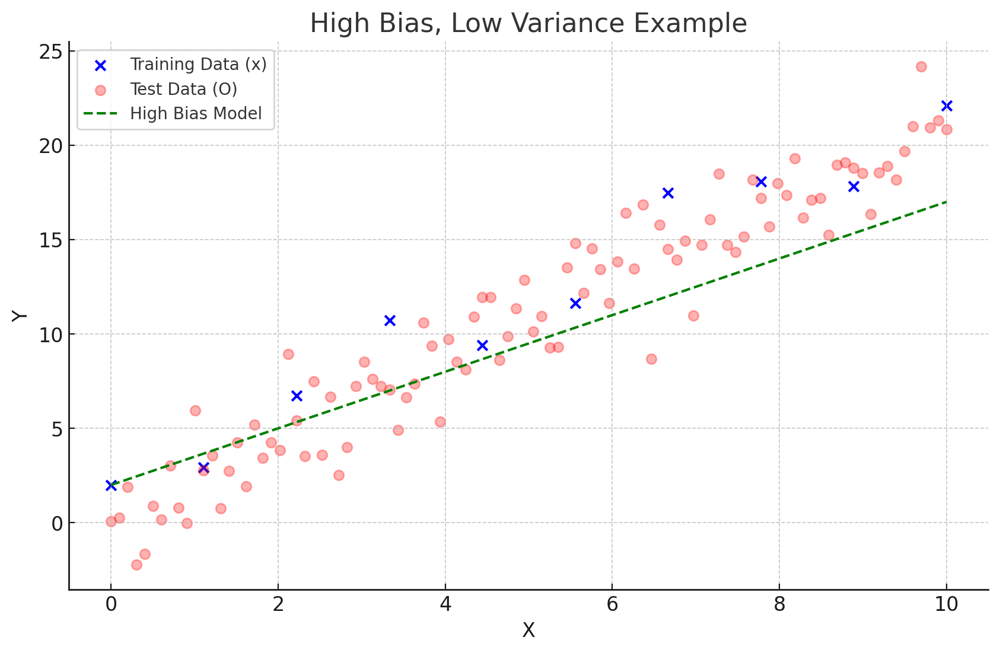 High Bias, Low Variance Example
Training Data (x)
Test Data (O)
High Bias Model
25
20
15
10
5
0
Y
0 2 4 6 8 10
X